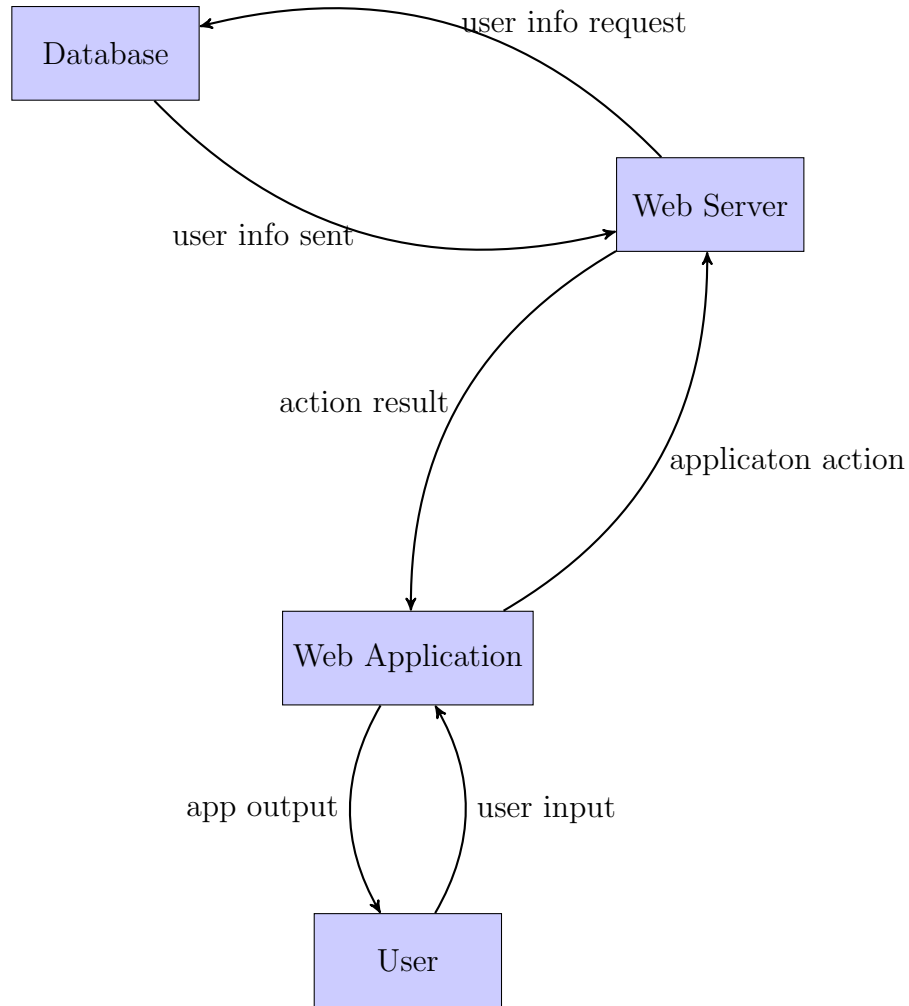 user info request
Database
Web Server
user info sent
action result
applicaton action
Web Application
app output
user input
User